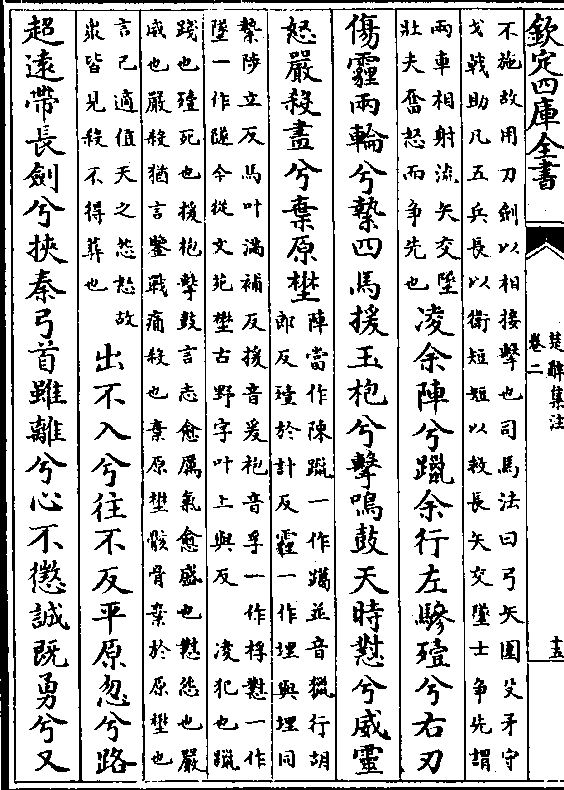 欽定四庫全書
楚辭集注
卷二
十五
不施故用刀劍以相接擊也司馬法曰弓矢圍殳矛守
戈戟助凡五兵長以衛短短以救長矢交墜士争先謂
兩車相射流矢交墜
壯夫奮怒而争先也
凌余陣兮躐余行左驂殪兮右刃
傷霾兩輪兮縶四馬援玉枹兮擊鳴鼓天時懟兮威靈
怒嚴殺盡兮棄原壄
陣當作陳躐一作躡並音獵行胡
郎反殪於計反霾一作埋與埋同
縶陟立反馬叶滿補反援音爰枹音孚一作桴懟一作
墜一作隧今從文苑壄古野字叶上與反 凌犯也躐
踐也殪死也援枹擊鼓言志愈厲氣愈盛也懟怨也嚴
威也嚴殺猶言鏖戰痛殺也棄原壄骸骨棄於原壄也
言己適值天之怨怒故
衆皆見殺不得葬也
出不入兮往不反平原忽兮路
超遠帶長劍兮挾秦弓首雖離兮心不懲誠既勇兮又